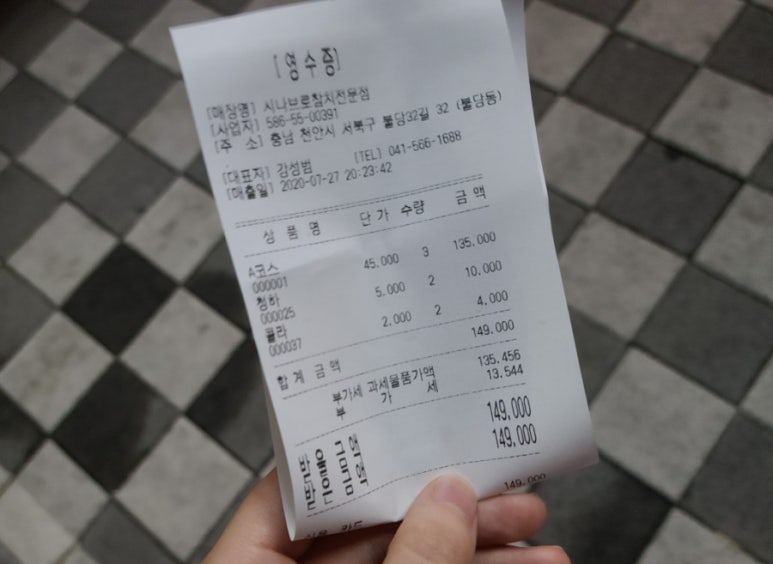 [영수증]
[매장명] 시나브로참치전문점
[사업자] 586-55-00391
[주 소] 충남 천안시 서북구 불당32길 32 (불당동)
[대표자] 강성범 [TEL] 041-566-1688
[매출일] 2020-07-27 20:23:42
상 품 명 단가 수량 금액
A코스 45,000 3 135,000
000001
청하 5,000 2 10,000
000025
콜라 2,000 2 4,000
000037
합계 금액 149,000
부가세 과세물품가액 135,456
부 가 세 13,544
149,000
받은금액 149,000
149,000